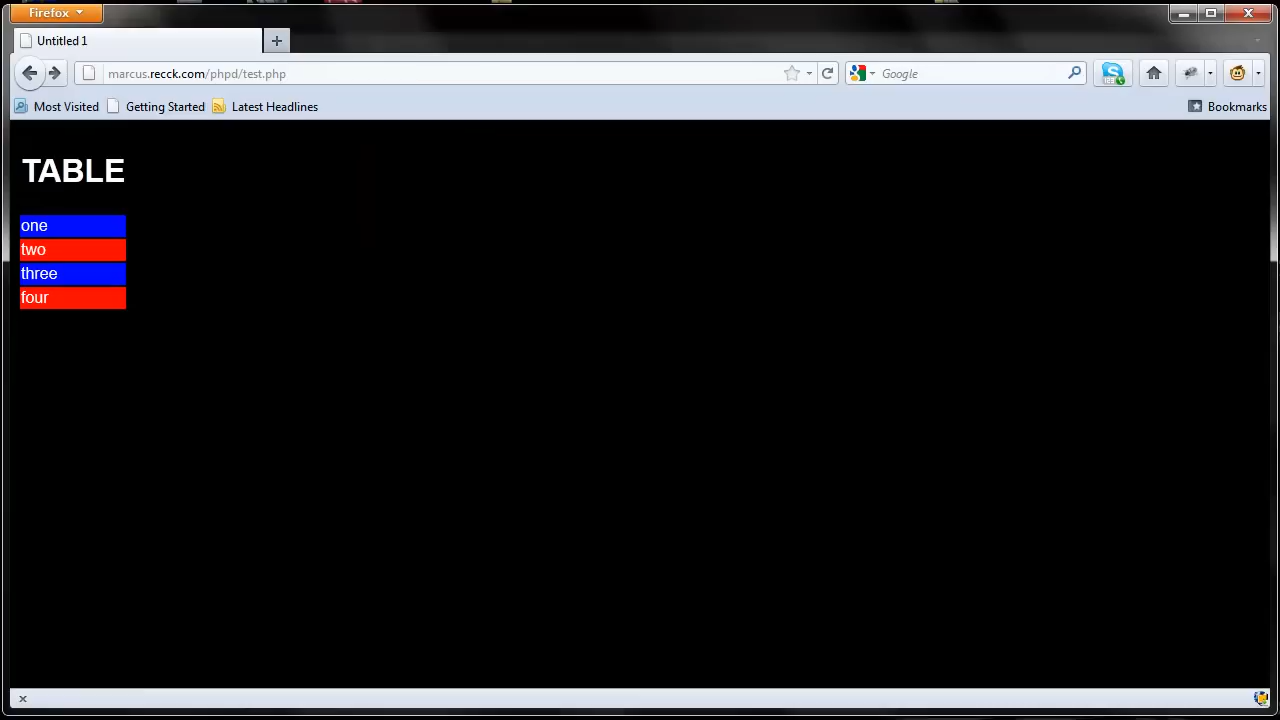 Firefox
Untitled 1
marcus.recck.com/phpd/test.php
Google
Most Visited Getting Started Latest Headlines Bookmarks
TABLE
one
two
three
four